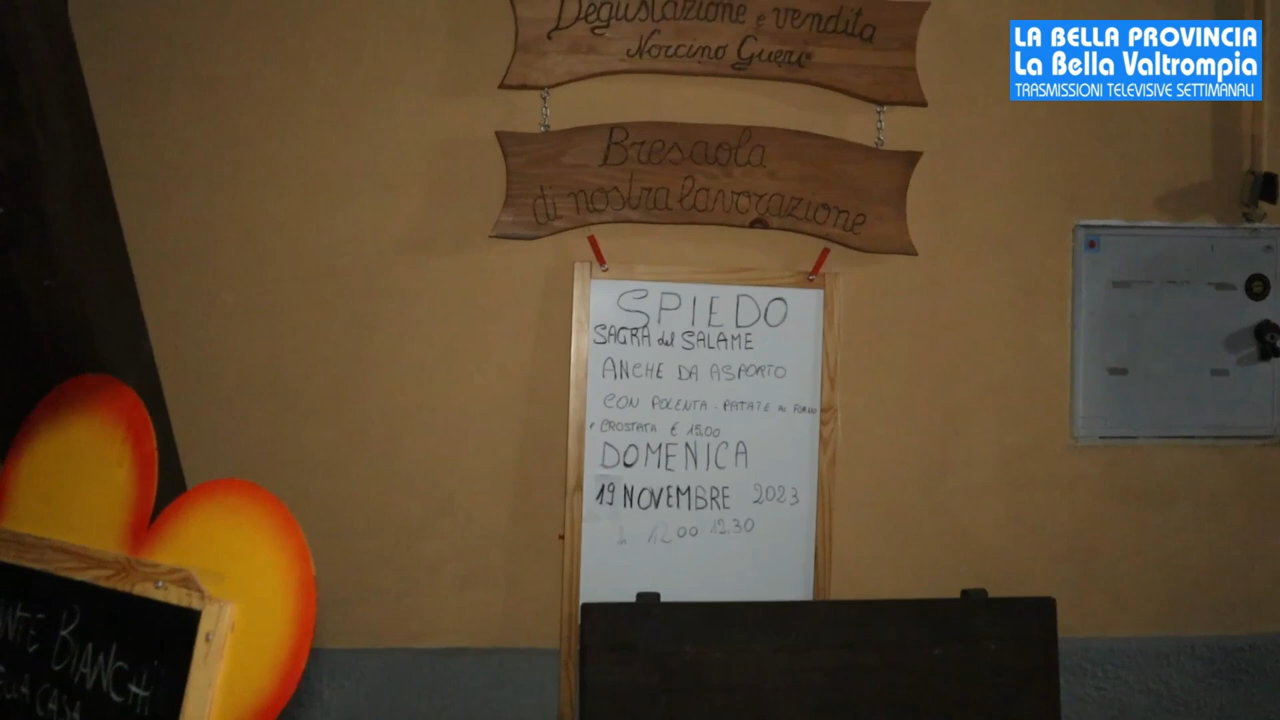 Degustazione e vendita
Norcino Gueri
LA BELLA PROVINCIA
La Bella Valtrompia
TRASMISSIONI TELEVISIVE SETTIMANALI
Bresaola
di nostra lavorazione
SPIEDO
SAGRA del SALAME
ANCHE DA ASPORTO
CON POLENTA - PATATE AL FORNO
CROSTATA € 15,00
DOMENICA
19 NOVEMBRE 2023
12.00 12.30
BIANCHi
CASA